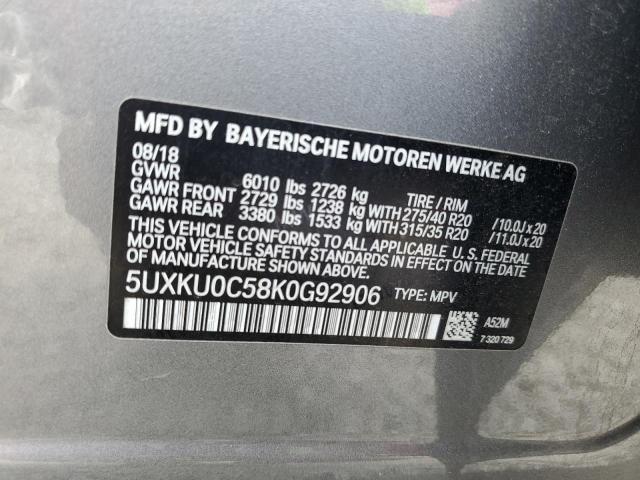 MFD BY BAYERISCHE MOTOREN WERKE AG
08/18
GVWR 6010 lbs 2726 kg TIRE / RIM
GAWR FRONT 2729 lbs 1238 kg WITH 275/40 R20 /10.0J x 20
GAWR REAR 3380 lbs 1533 kg WITH 315/35 R20 /11.0J x 20
THIS VEHICLE CONFORMS TO ALL APPLICABLE U.S. FEDERAL
MOTOR VEHICLE SAFETY STANDARDS IN EFFECT ON THE DATE
OF MANUFACTURE SHOWN ABOVE.
5UXKU0C58K0G92906 TYPE: MPV
A52M
7 320 729